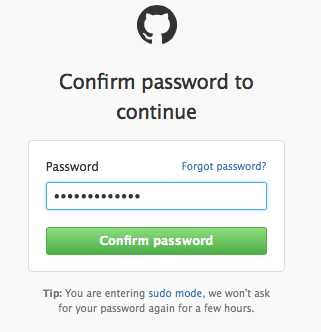 Confirm password to
continue
Password Forgot password?
•••••••••••••
Confirm password
Tip: You are entering sudo mode, we won't ask
for your password again for a few hours.